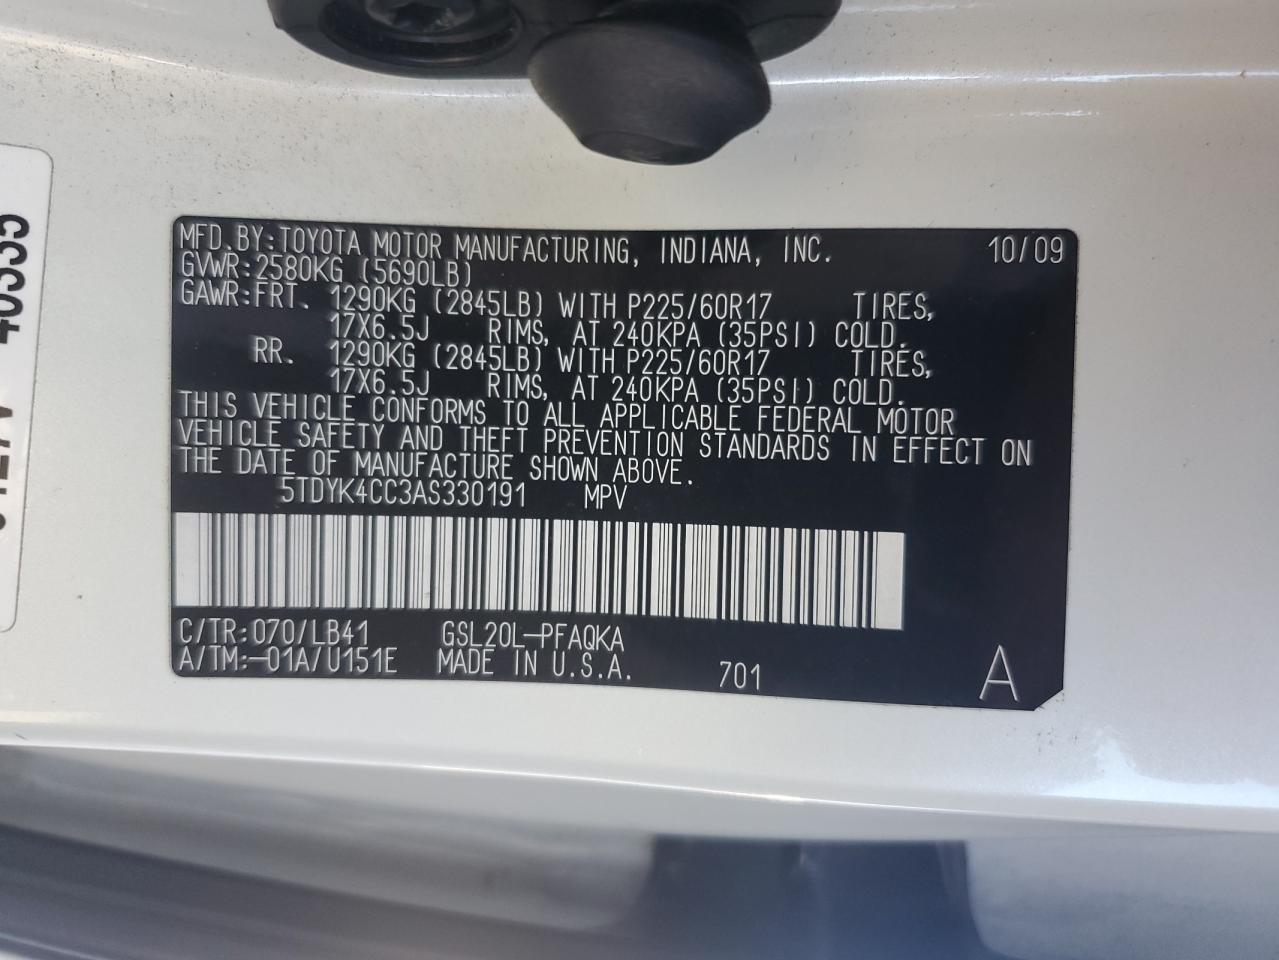 MFD.BY:TOYOTA MOTOR MANUFACTURING, INDIANA, INC. 10/09
GVWR:2580KG (5690LB)
GAWR:FRT. 1290KG (2845LB) WITH P225/60R17 TIRES,
17X6.5J RIMS, AT 240KPA (35PSI) COLD.
RR. 1290KG (2845LB) WITH P225/60R17 TIRES,
17X6.5J RIMS, AT 240KPA (35PSI) COLD.
THIS VEHICLE CONFORMS TO ALL APPLICABLE FEDERAL MOTOR
VEHICLE SAFETY AND THEFT PREVENTION STANDARDS IN EFFECT ON
THE DATE OF MANUFACTURE SHOWN ABOVE.
5TDYK4CC3AS330191 MPV
C/TR:070/LB41 GSL20L-PFAQKA
A/TM:-01A/U151E MADE IN U.S.A. 701 A